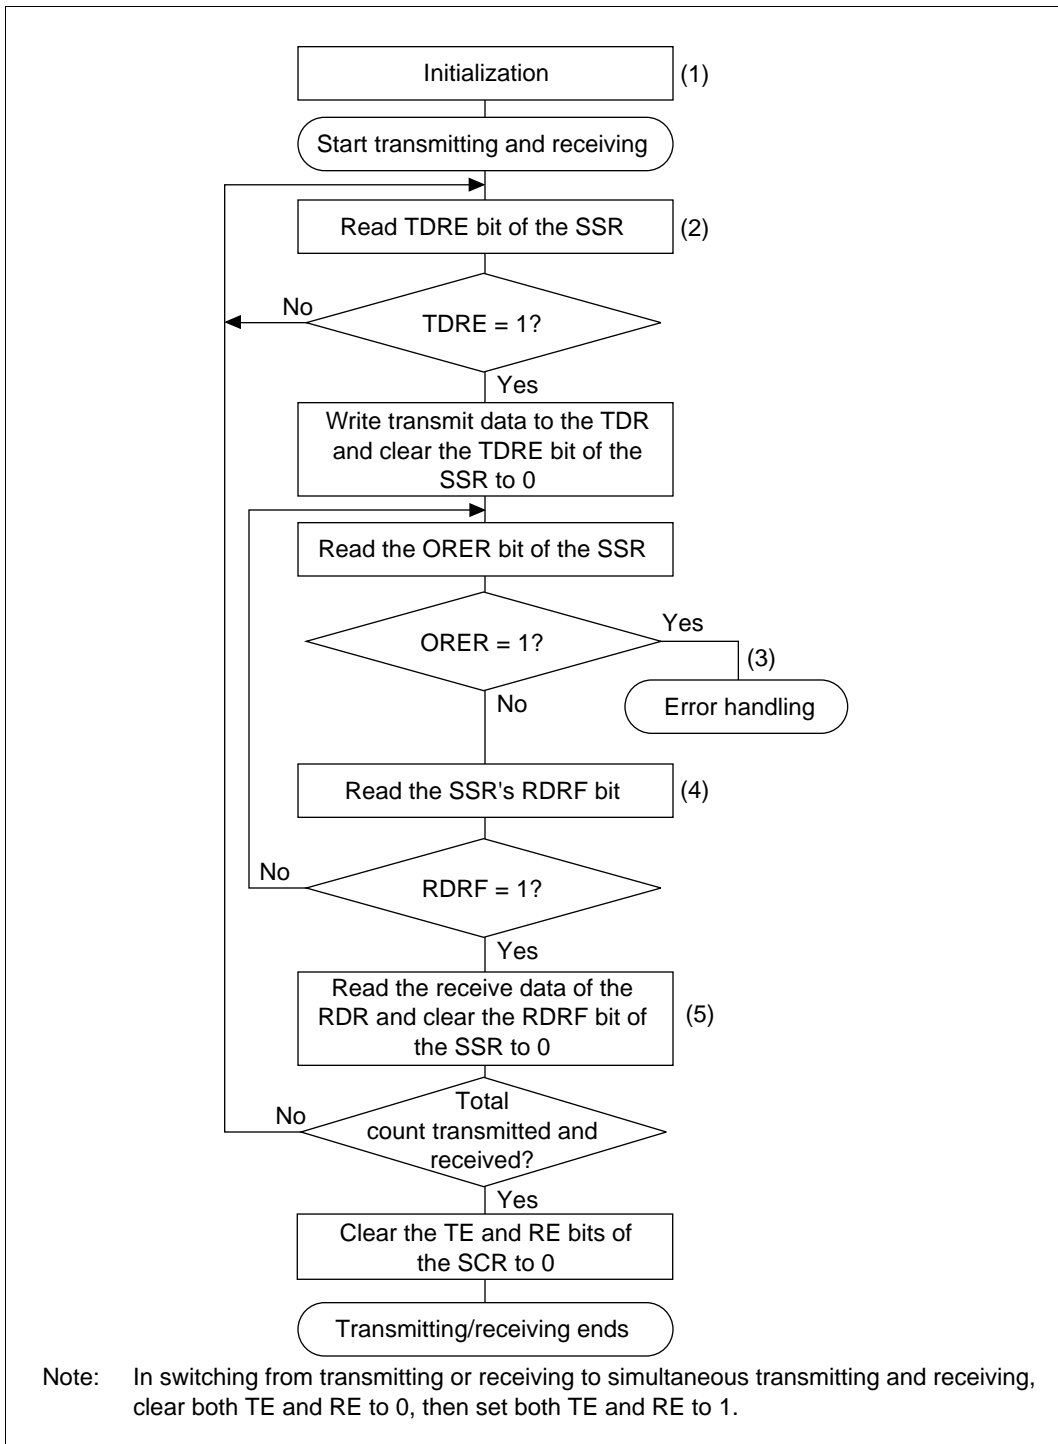 Initialization
(1)
Start transmitting and receiving
Read TDRE bit of the SSR
(2)
No
TDRE = 1?
Yes
Write transmit data to the TDR
and clear the TDRE bit of the
SSR to 0
Read the ORER bit of the SSR
Yes
ORER = 1?
(3)
No
Error handling
Read the SSR's RDRF bit
(4)
No
RDRF = 1?
Yes
Read the receive data of the
RDR and clear the RDRF bit of
the SSR to 0
(5)
Total
No
count transmitted and
received?
Yes
Clear the TE and RE bits of
the SCR to 0
Transmitting/receiving ends
Note: In switching from transmitting or receiving to simultaneous transmitting and receiving,
clear both TE and RE to 0, then set both TE and RE to 1.